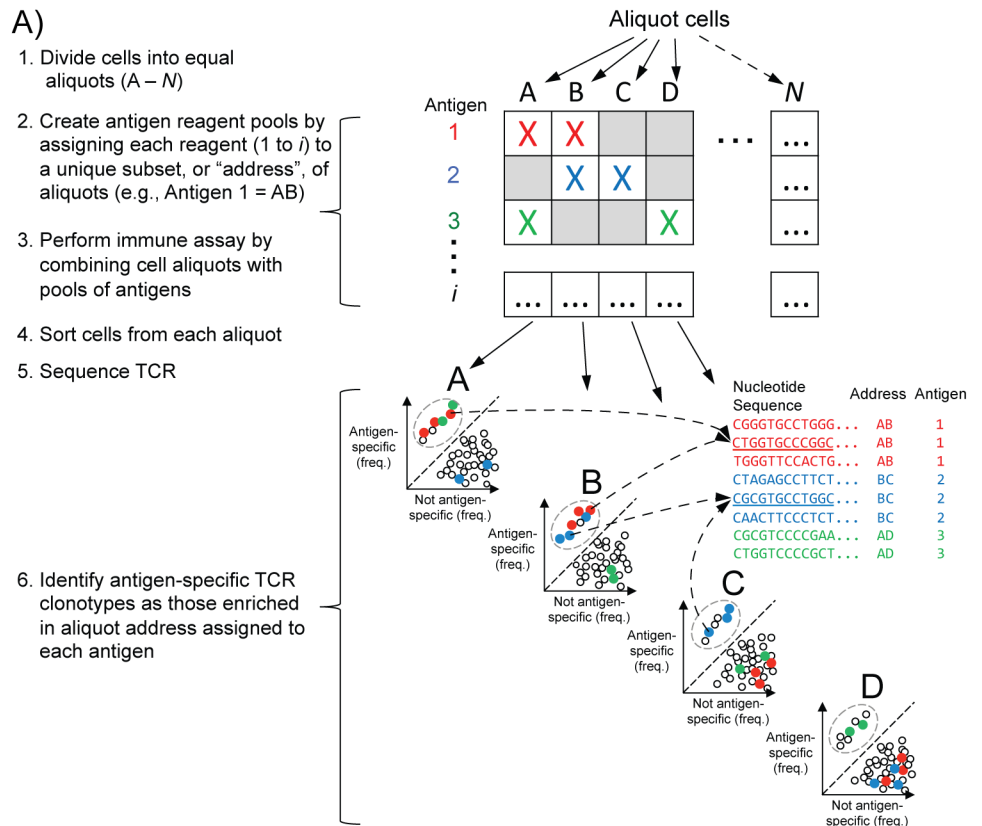 A)
Aliquot cells
1. Divide cells into equal
aliquots (A – N)
2. Create antigen reagent pools by
assigning each reagent (1 to i) to
a unique subset, or “address”, of
aliquots (e.g., Antigen 1 = AB)
3. Perform immune assay by
combining cell aliquots with
pools of antigens
4. Sort cells from each aliquot
5. Sequence TCR
6. Identify antigen-specific TCR
clonotypes as those enriched
in aliquot address assigned to
each antigen
A B C D N
Antigen
1 X X ... ...
2 X X ...
3 X X ...
i ... ... ... ... ...
A
Antigen-
specific
(freq.)
Not antigen-
specific (freq.)
B
Antigen-
specific
(freq.)
Not antigen-
specific (freq.)
C
Antigen-
specific
(freq.)
Not antigen-
specific (freq.)
D
Antigen-
specific
(freq.)
Not antigen-
specific (freq.)
Nucleotide
Sequence Address Antigen
CGGGTGCCTGGG... AB 1
CTGGTGCCCGGC... AB 1
TGGGTTCCACTG... AB 1
CTAGAGCCTTCT... BC 2
CGCGTGCCTGGC... BC 2
CAACTTCCCTCT... BC 2
CGCGTCCCCGAA... AD 3
CTGGTCCCCGCT... AD 3